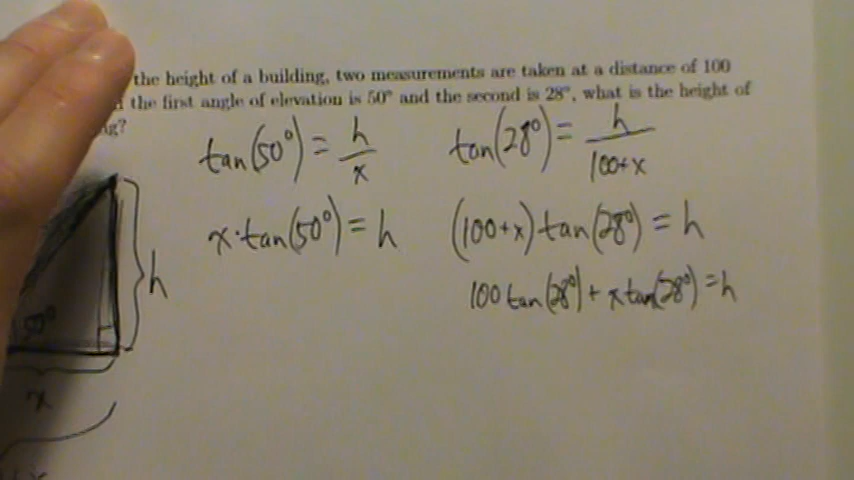 the height of a building, two measurements are taken at a distance of 100
the first angle of elevation is 50° and the second is 28°, what is the height of
tan(50°) = h/x
tan(28°) = h/(100+x)
x·tan(50°) = h
(100+x)tan(28°) = h
100tan(28°) + xtan(28°) = h
h
50°
x